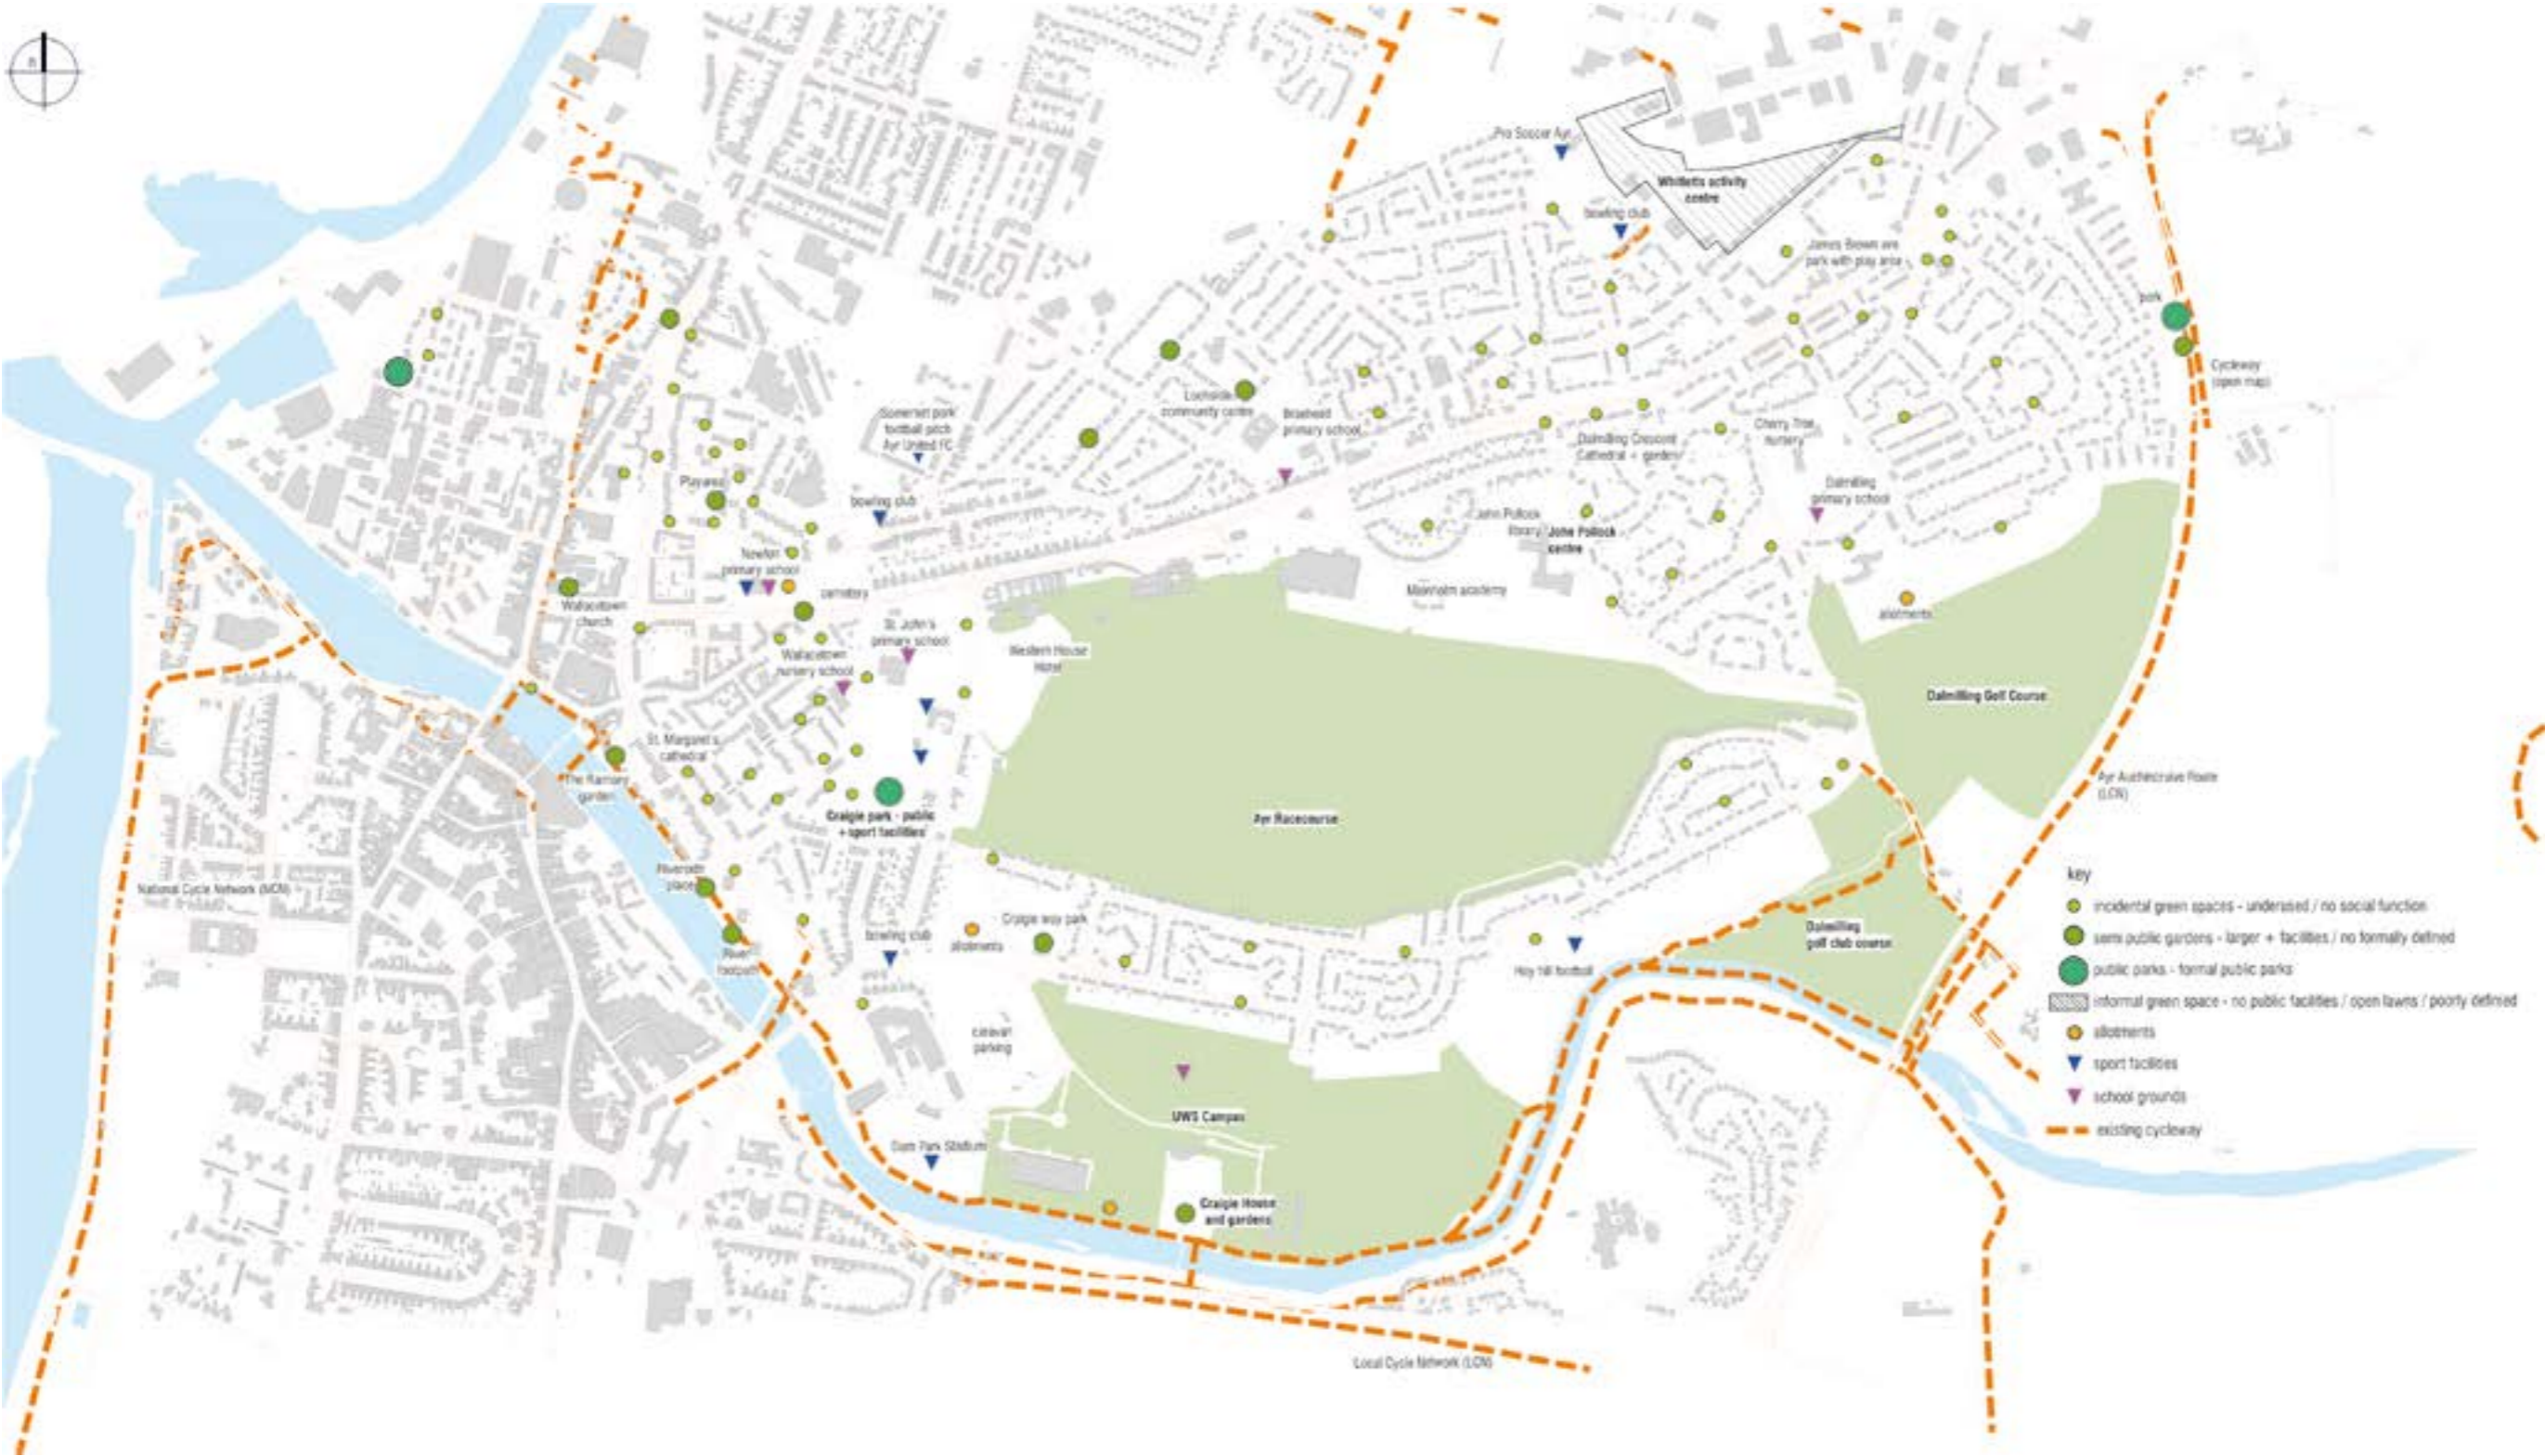 n
Pro Soccer Ayr
Whitletts activity
centre
bowling club
James Brown ave
park with play area
park
Cycleway
(open map)
Lochside
community centre
Braehead
primary school
Somerset park
football pitch
Ayr United FC
Dalmilling Crescent
Cathedral + garden
Cherry Tree
nursery
Playarea
bowling club
Dalmilling
primary school
John Pollock
library
John Pollock
centre
Newton
primary school
cemetery
Mainholm academy
allotments
Wallacetown
church
St. John's
primary school
Western House
Hotel
Wallacetown
nursery school
Dalmilling Golf Course
St. Margaret's
cathedral
The Ramsay
garden
Ayr Auchincruive Route
(LCN)
Craigie park - public
+ sport facilities
Ayr Racecourse
Riverside
place
National Cycle Network (NCN)
Craigie way park
bowling club
allotments
Dalmilling
golf club course
River
footpath
Hoy hill football
caravan
parking
UWS Campus
Dam Park Stadium
Craigie House
and gardens
Local Cycle Network (LCN)
key
incidental green spaces - underused / no social function
semi public gardens - larger + facilities / no formally defined
public parks - formal public parks
informal green space - no public facilities / open lawns / poorly defined
allotments
sport facilities
school grounds
existing cycleway